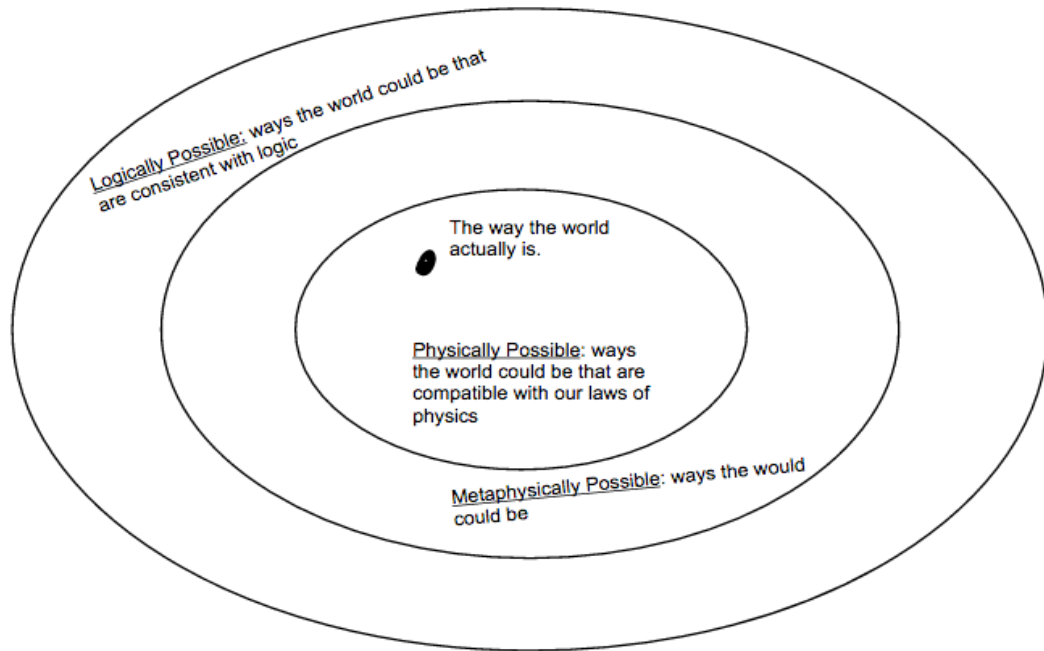 Logically Possible: ways the world could be that
are consistent with logic
The way the world
actually is.
Physically Possible: ways
the world could be that are
compatible with our laws of
physics
Metaphysically Possible: ways the would
could be